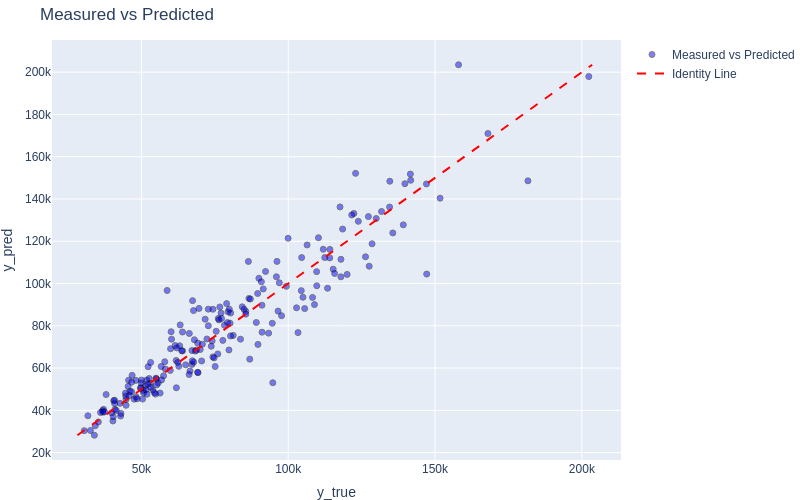 Measured vs Predicted
Measured vs Predicted
Identity Line
200k
180k
160k
140k
120k
100k
80k
60k
40k
20k
y_pred
50k
100k
150k
200k
y_true